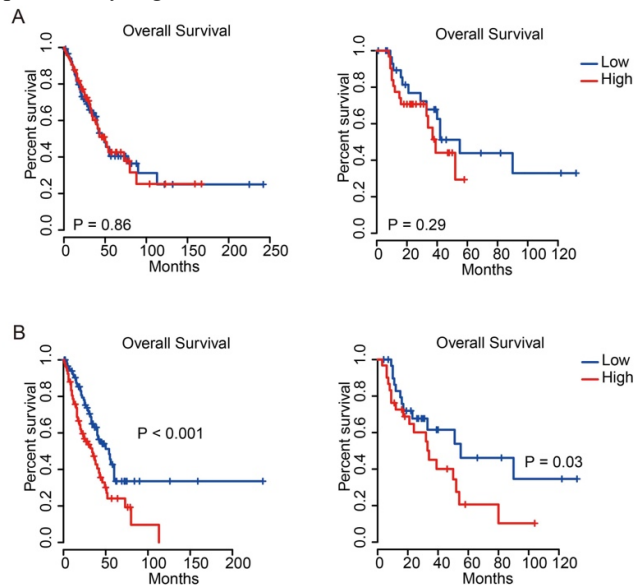 A
Overall Survival
Percent survival
1.0
0.8
0.6
0.4
0.2
0.0
P = 0.86
0 50 100 150 200 250
Months
Overall Survival
Percent survival
1.0
0.8
0.6
0.4
0.2
0.0
P = 0.29
0 20 40 60 80 100 120
Months
Low
High
B
Overall Survival
Percent survival
1.0
0.8
0.6
0.4
0.2
0.0
P < 0.001
0 50 100 150 200
Months
Overall Survival
Percent survival
1.0
0.8
0.6
0.4
0.2
0.0
P = 0.03
0 20 40 60 80 100 120
Months
Low
High